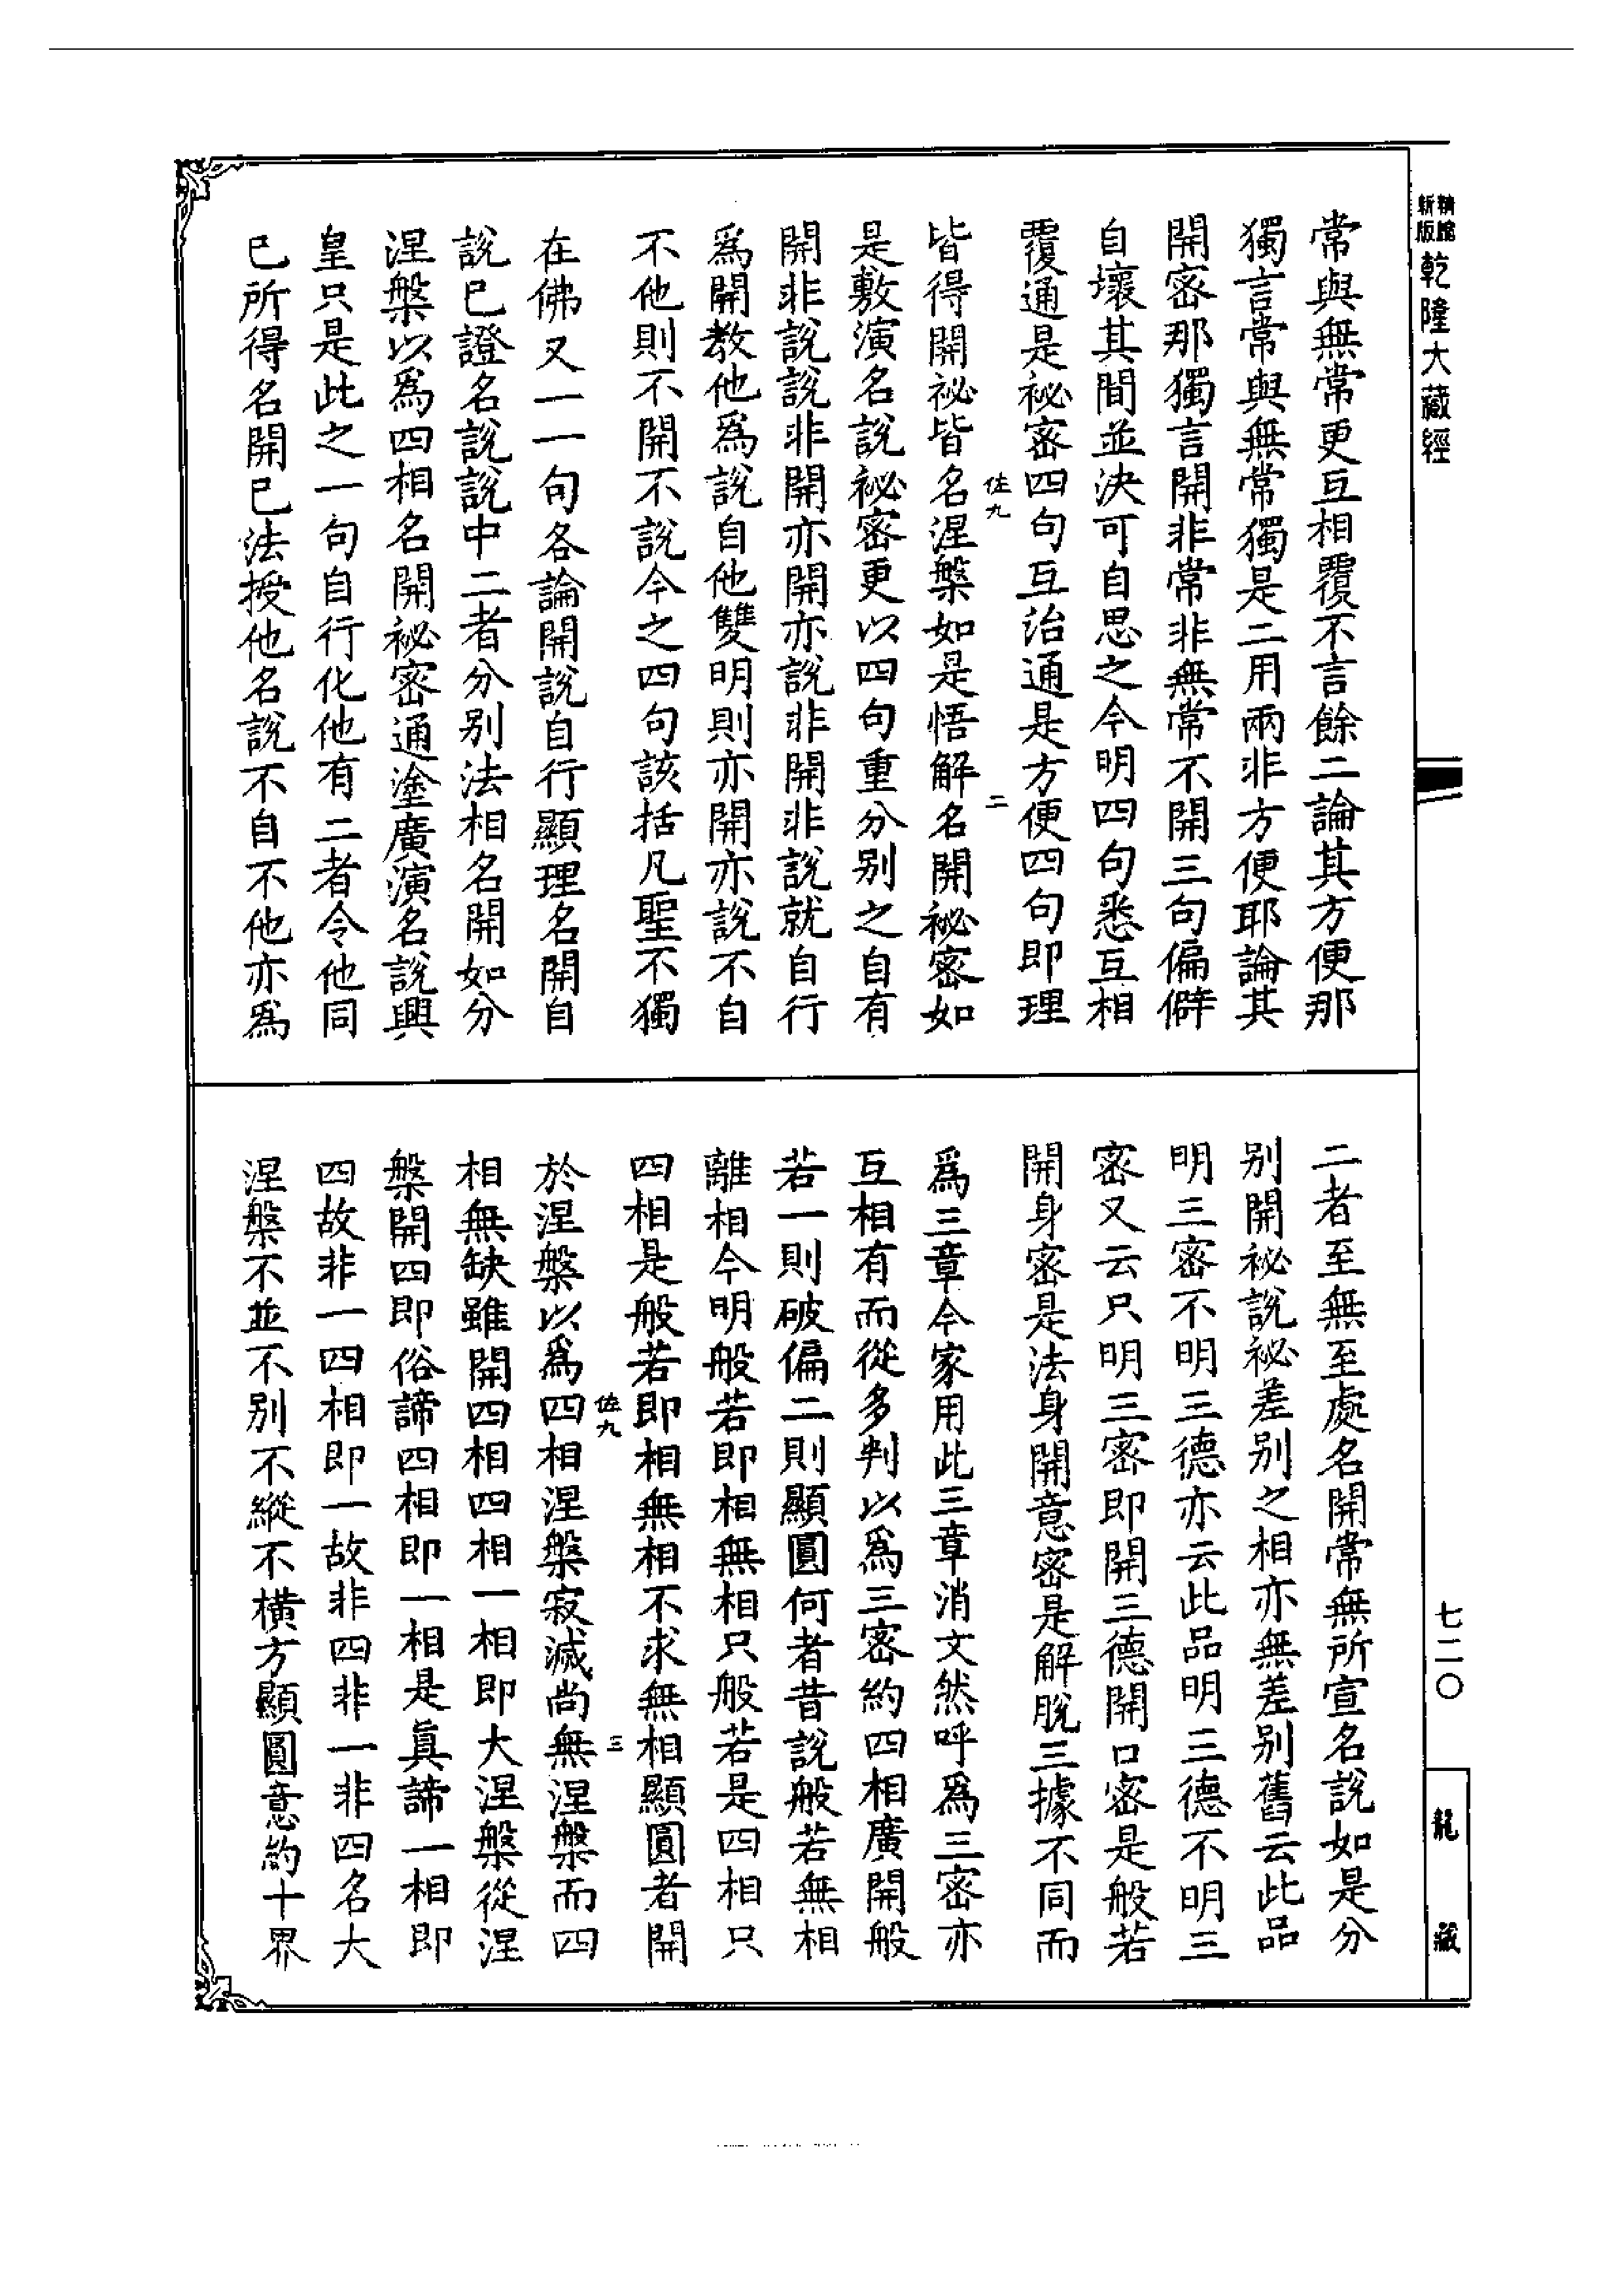 新版精縮
乾隆大藏經
常與無常更互相覆不言餘二論其方便那
獨言常與無常獨是二用兩非方便耶論其
開密那獨言開非常非無常不開三句偏僻
自壞其間並決可自思之今明四句悉互相
覆通是祕密四句互治通是方便四句即理
佐九 二
皆得開祕皆名涅槃如是悟解名開祕密如
是敷演名說祕密更以四句重分別之自有
開非說說非開亦開亦說非開非說就自行
為開教他為說自他雙明則亦開亦說不自
不他則不開不說今之四句該括凡聖不獨
在佛又一一句各論開說自行顯理名開自
說已證名說說中二者分別法相名開如分
涅槃以為四相名開祕密通塗廣演名說興
皇只是此之一句自行化他有二者令他同
已所得名開已法授他名說不自不他亦為
二者至無至處名開常無所宣名說如是分
別開祕說祕差別之相亦無差別舊云此品
明三密不明三德亦云此品明三德不明三
密又云只明三密即開三德開口密是般若
開身密是法身開意密是解脫三據不同而
為三章今家用此三章消文然呼為三密亦
互相有而從多判以為三密約四相廣開般
若一則破偏二則顯圓何者昔說般若無相
離相今明般若即相無相只般若是四相只
四相是般若即相無相不求無相顯圓者開
佐九 三
於涅槃以為四相涅槃寂滅尚無涅槃而四
相無缺雖開四相四相一相即大涅槃從涅
槃開四即俗諦四相即一相是真諦一相即
四故非一四相即一故非四非一非四名大
涅槃不並不別不縱不橫方顯圓意約十界
七二〇
龍藏